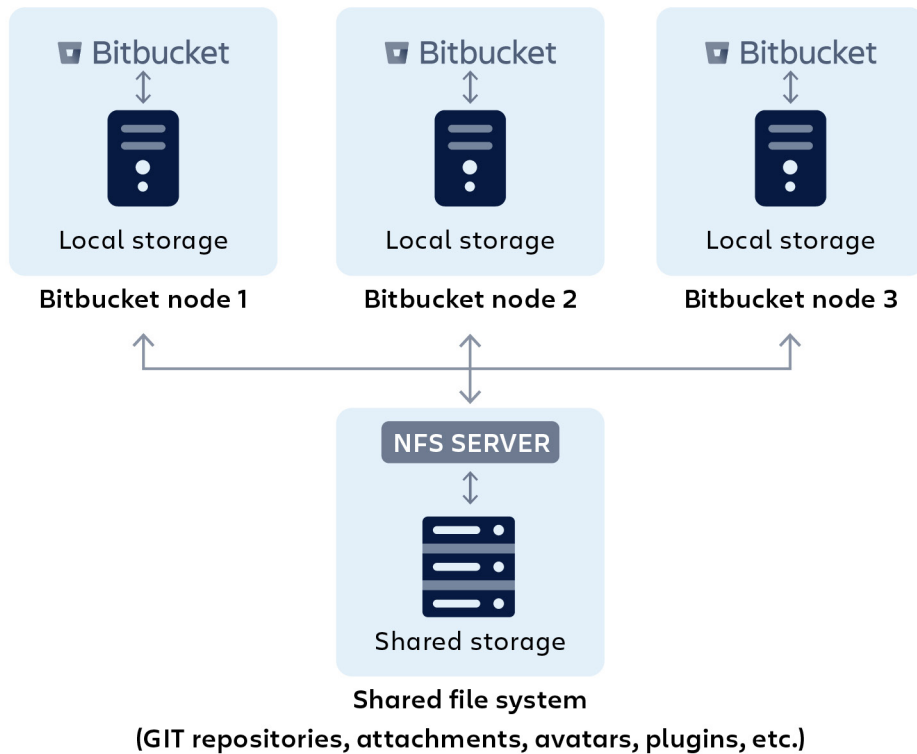 Bitbucket
Bitbucket
Bitbucket
Local storage
Local storage
Local storage
Bitbucket node 1
Bitbucket node 2
Bitbucket node 3
NFS SERVER
Shared storage
Shared file system
(GIT repositories, attachments, avatars, plugins, etc.)